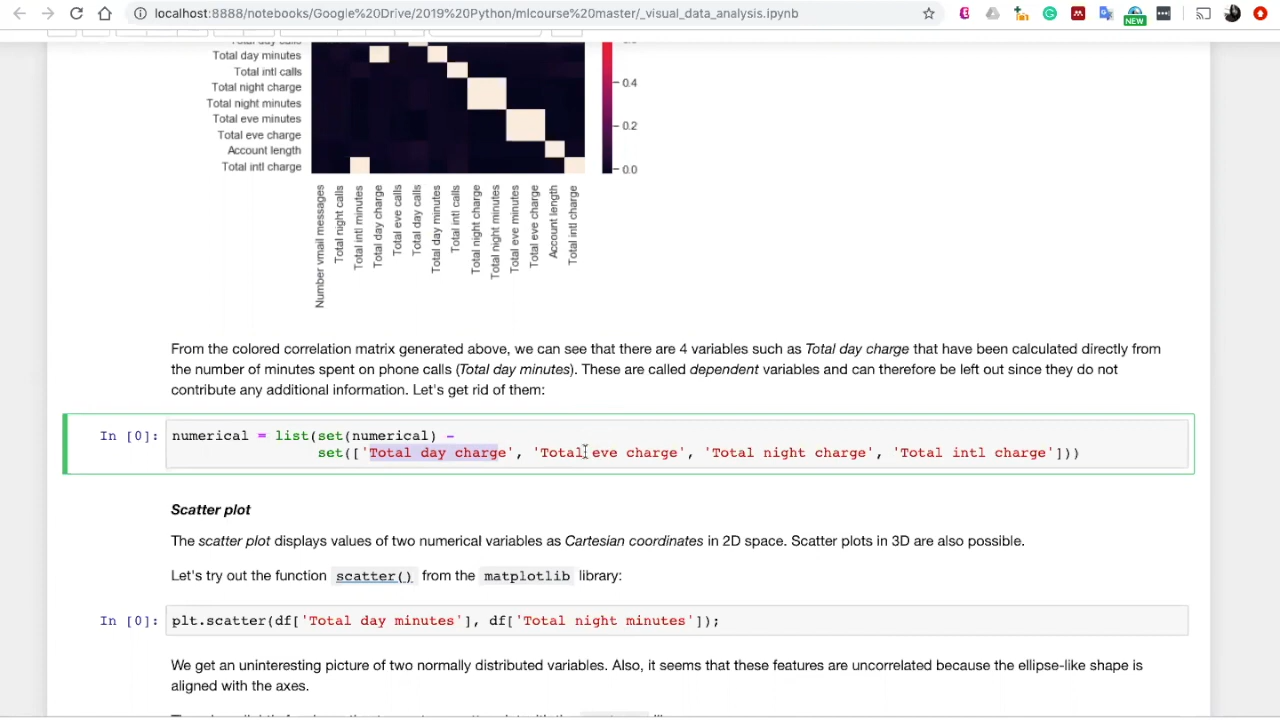 localhost:8888/notebooks/Google%20Drive/2019%20Python/mlcourse%20master/_visual_data_analysis.ipynb
NEW
Total day minutes
Total intl calls
Total night charge
Total night minutes
Total eve minutes
Total eve charge
Account length
Total intl charge
0.4
0.2
0.0
Number vmail messages
Total night calls
Total intl minutes
Total day charge
Total eve calls
Total day calls
Total day minutes
Total intl calls
Total night charge
Total night minutes
Total eve minutes
Total eve charge
Account length
Total intl charge
From the colored correlation matrix generated above, we can see that there are 4 variables such as Total day charge that have been calculated directly from
the number of minutes spent on phone calls (Total day minutes). These are called dependent variables and can therefore be left out since they do not
contribute any additional information. Let's get rid of them:
In [0]: numerical = list(set(numerical) -
set(['Total day charge', 'Total eve charge', 'Total night charge', 'Total intl charge']))
Scatter plot
The scatter plot displays values of two numerical variables as Cartesian coordinates in 2D space. Scatter plots in 3D are also possible.
Let's try out the function scatter() from the matplotlib library:
In [0]: plt.scatter(df['Total day minutes'], df['Total night minutes']);
We get an uninteresting picture of two normally distributed variables. Also, it seems that these features are uncorrelated because the ellipse-like shape is
aligned with the axes.